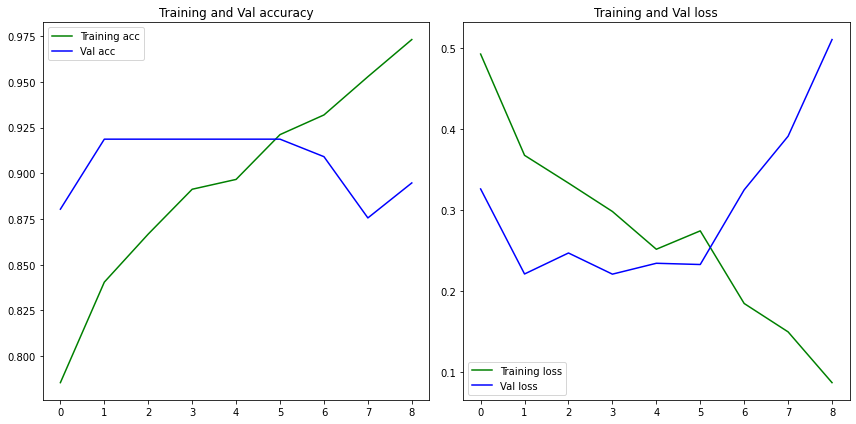 Training and Val accuracy
Training acc
Val acc
0.975
0.950
0.925
0.900
0.875
0.850
0.825
0.800
0 1 2 3 4 5 6 7 8
Training and Val loss
0.5
0.4
0.3
0.2
0.1
Training loss
Val loss
0 1 2 3 4 5 6 7 8